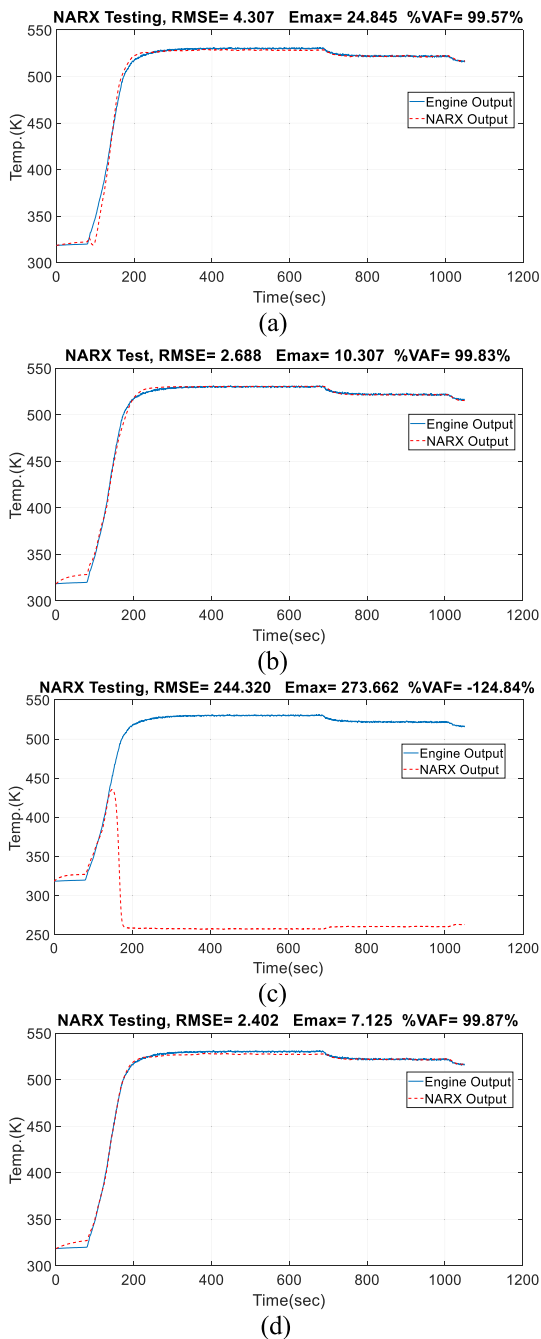 NARX Testing, RMSE= 4.307 Emax= 24.845 %VAF= 99.57%
550
500
450
400
350
300
Temp.(K)
Engine Output
NARX Output
0 200 400 600 800 1000 1200
Time(sec)
(a)
NARX Test, RMSE= 2.688 Emax= 10.307 %VAF= 99.83%
550
500
450
400
350
300
Temp.(K)
Engine Output
NARX Output
0 200 400 600 800 1000 1200
Time(sec)
(b)
NARX Testing, RMSE= 244.320 Emax= 273.662 %VAF= -124.84%
550
500
450
400
350
300
250
Temp.(K)
Engine Output
NARX Output
0 200 400 600 800 1000 1200
Time(sec)
(c)
NARX Testing, RMSE= 2.402 Emax= 7.125 %VAF= 99.87%
550
500
450
400
350
300
Temp.(K)
Engine Output
NARX Output
0 200 400 600 800 1000 1200
Time(sec)
(d)